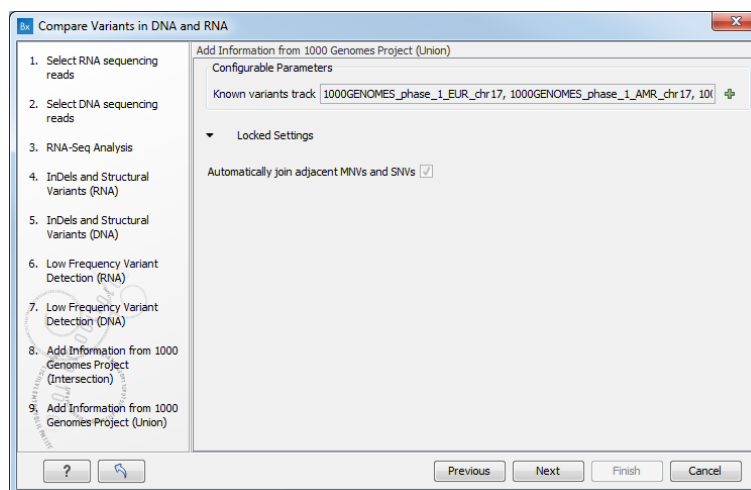 Bx Compare Variants in DNA and RNA
1. Select RNA sequencing
reads
2. Select DNA sequencing
reads
3. RNA-Seq Analysis
4. InDels and Structural
Variants (RNA)
5. InDels and Structural
Variants (DNA)
6. Low Frequency Variant
Detection (RNA)
7. Low Frequency Variant
Detection (DNA)
8. Add Information from 1000
Genomes Project
(Intersection)
9. Add Information from 1000
Genomes Project (Union)
Add Information from 1000 Genomes Project (Union)
Configurable Parameters
Known variants track 1000GENOMES_phase_1_EUR_chr17, 1000GENOMES_phase_1_AMR_chr17, 10(
Locked Settings
Automatically join adjacent MNVs and SNVs
? Previous Next Finish Cancel